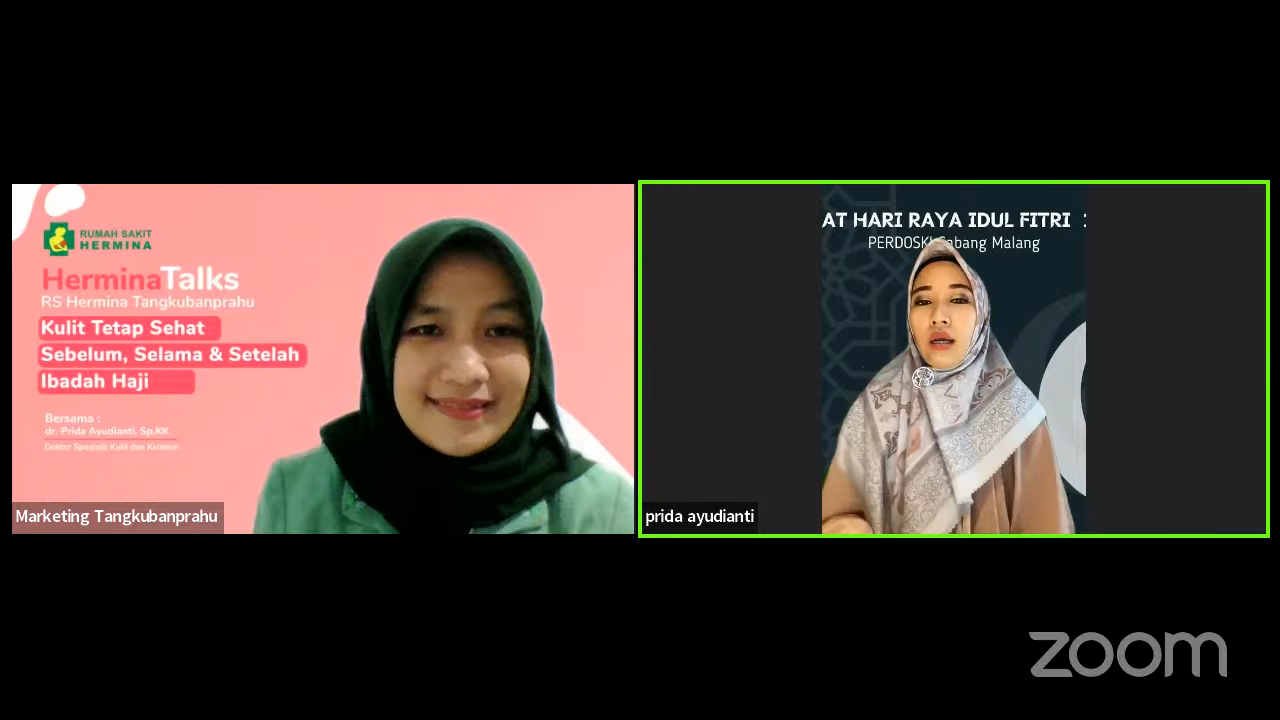 RUMAH SAKIT
HERMINA
HerminaTalks
RS Hermina Tangkubanprahu
Kulit Tetap Sehat
Sebelum, Selama & Setelah
Ibadah Haji
Bersama :
dr. Prida Ayudianti, Sp.KK
Dokter Spesialis Kulit dan Kelamin
Marketing Tangkubanprahu
AT HARI RAYA IDUL FITRI
PERDOSKI Cabang Malang
prida ayudianti
zoom